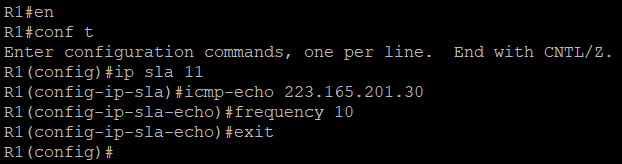 R1#en
R1#conf t
Enter configuration commands, one per line.  End with CNTL/Z.
R1(config)#ip sla 11
R1(config-ip-sla)#icmp-echo 223.165.201.30
R1(config-ip-sla-echo)#frequency 10
R1(config-ip-sla-echo)#exit
R1(config)#